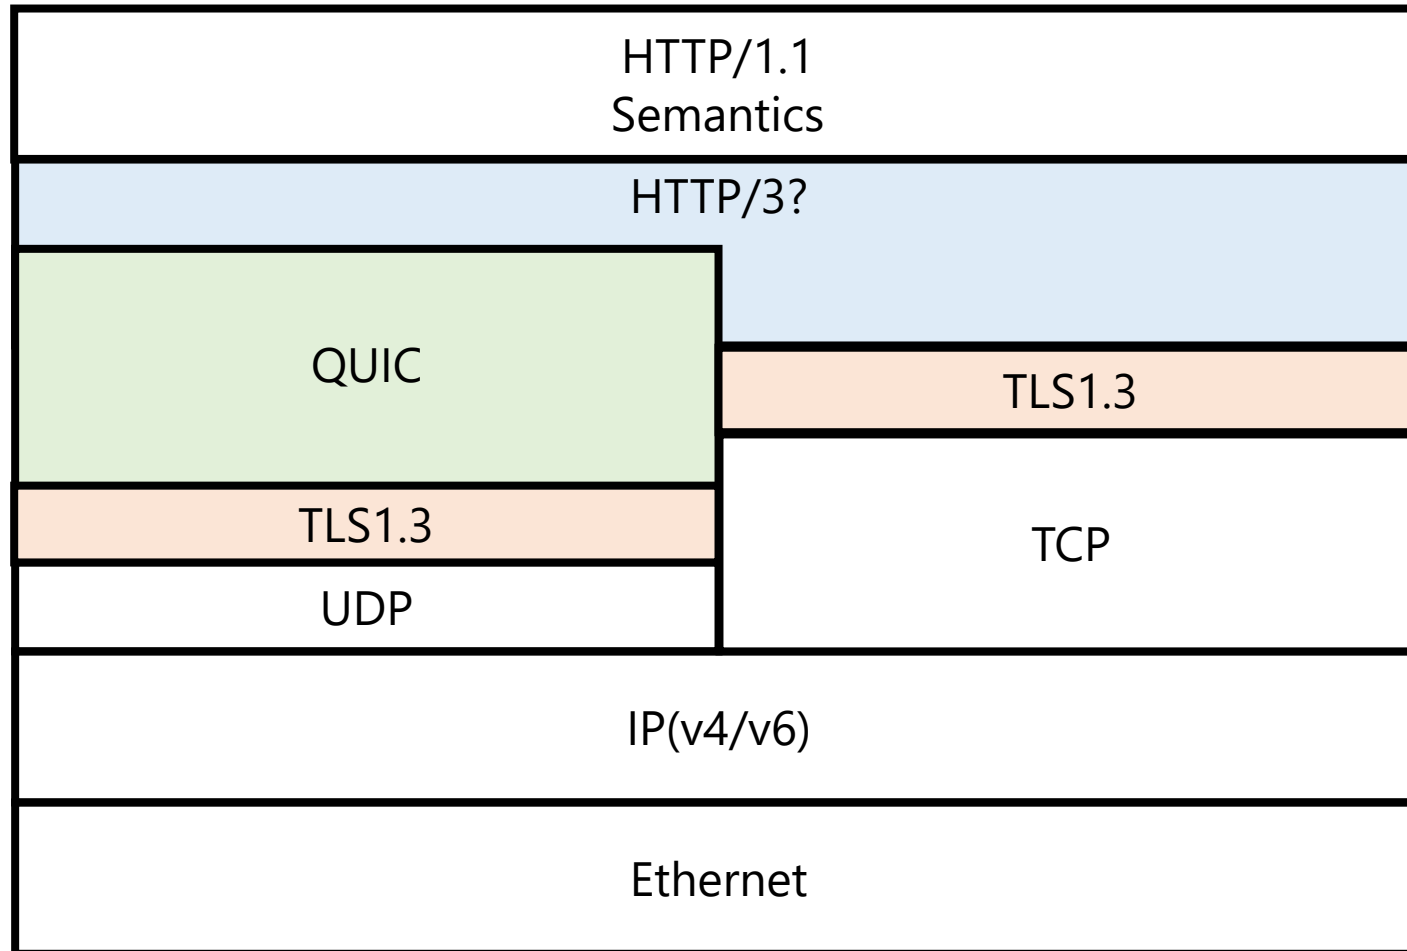 HTTP/1.1
Semantics
HTTP/3?
QUIC
TLS1.3
TLS1.3
TCP
UDP
IP(v4/v6)
Ethernet